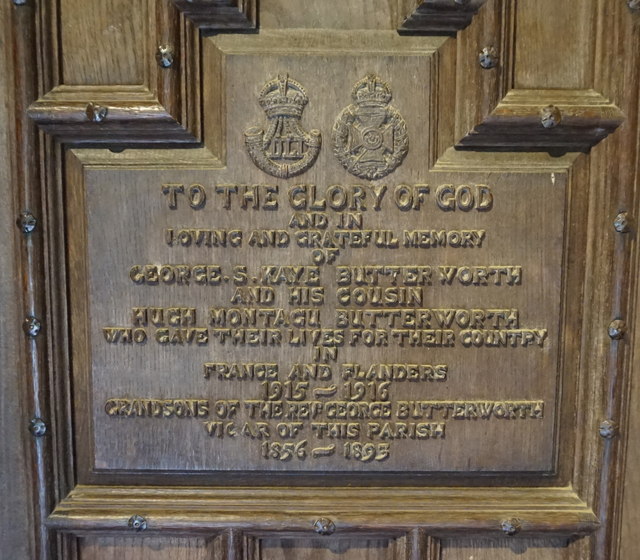 DLI
TO THE GLORY OF GOD
AND IN
LOVING AND GRATEFUL MEMORY
OF
GEORGE.S.KAYE BUTTERWORTH
AND HIS COUSIN
HUGH MONTAGU BUTTERWORTH
WHO GAVE THEIR LIVES FOR THEIR COUNTRY
IN
FRANCE AND FLANDERS
1915 ~ 1916
GRANDSONS OF THE REVD GEORGE BUTTERWORTH
VICAR OF THIS PARISH
1856 ~ 1893